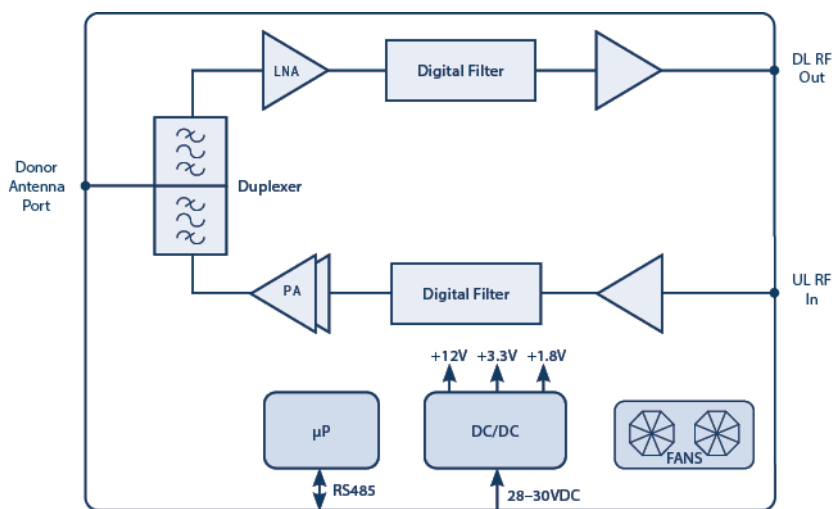 LNA
Digital Filter
DL RF
Out
Donor
Antenna
Port
Duplexer
PA
Digital Filter
UL RF
In
+12V
+3.3V
+1.8V
µP
DC/DC
FANS
RS485
28–30VDC